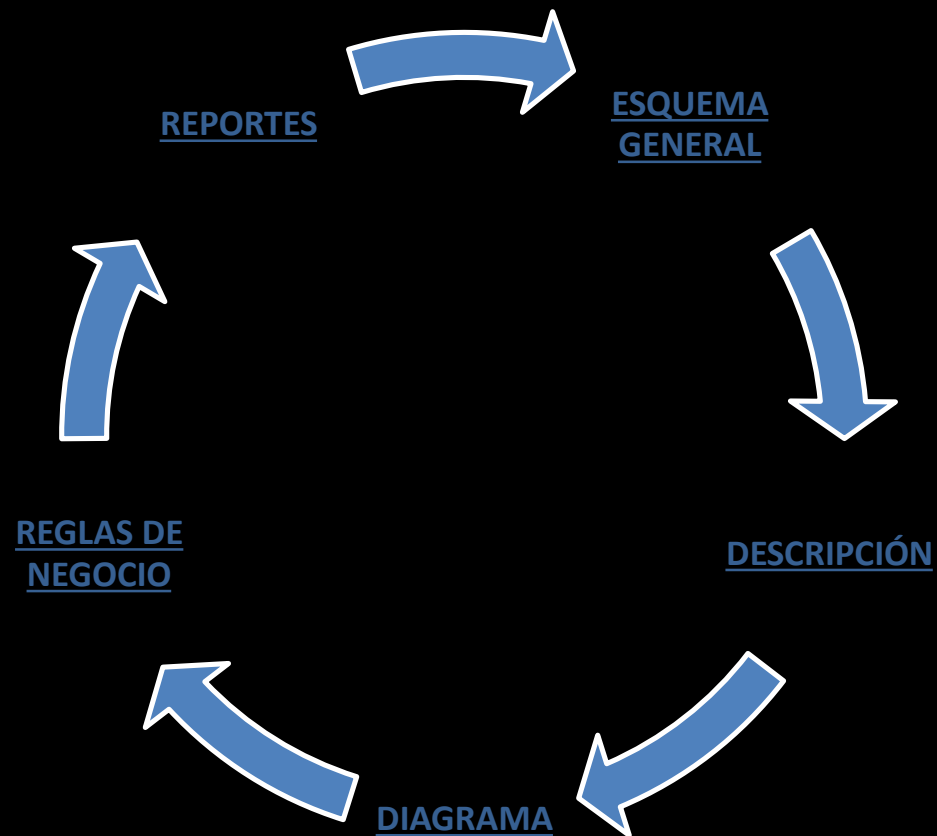 REPORTES
ESQUEMA
GENERAL
REGLAS DE
NEGOCIO
DESCRIPCIÓN
DIAGRAMA